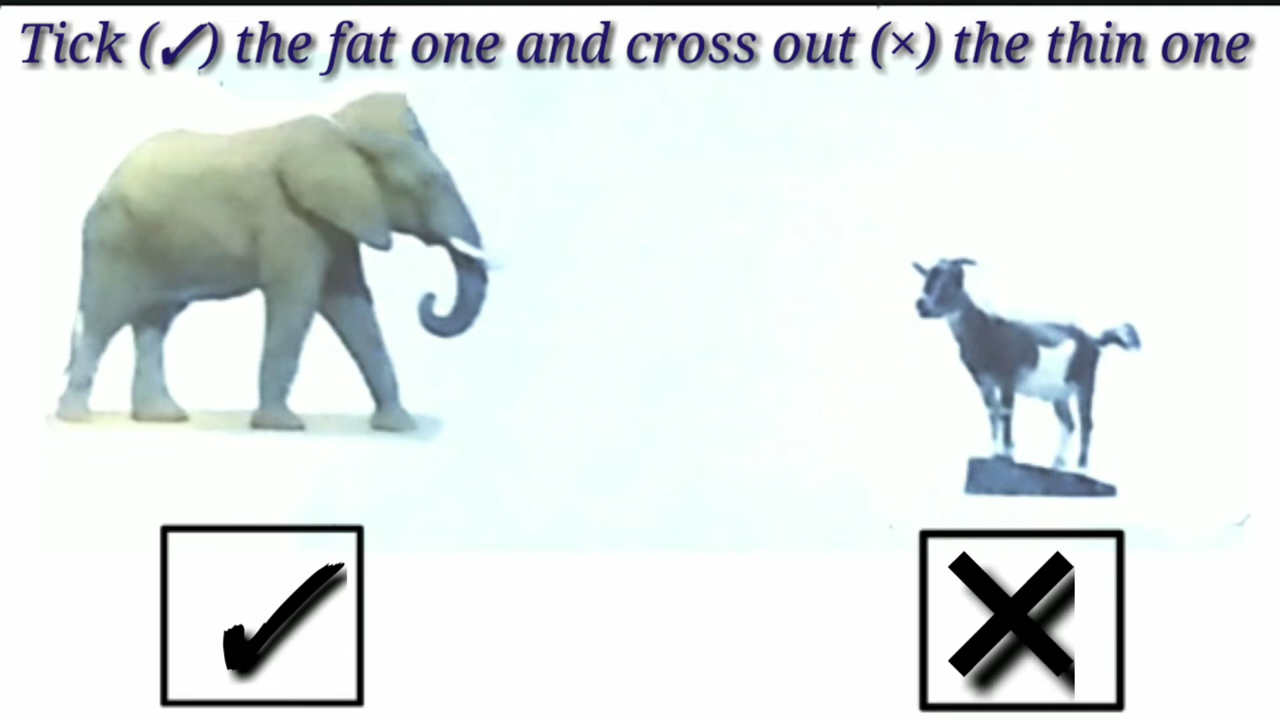 Tick (✓) the fat one and cross out (×) the thin one